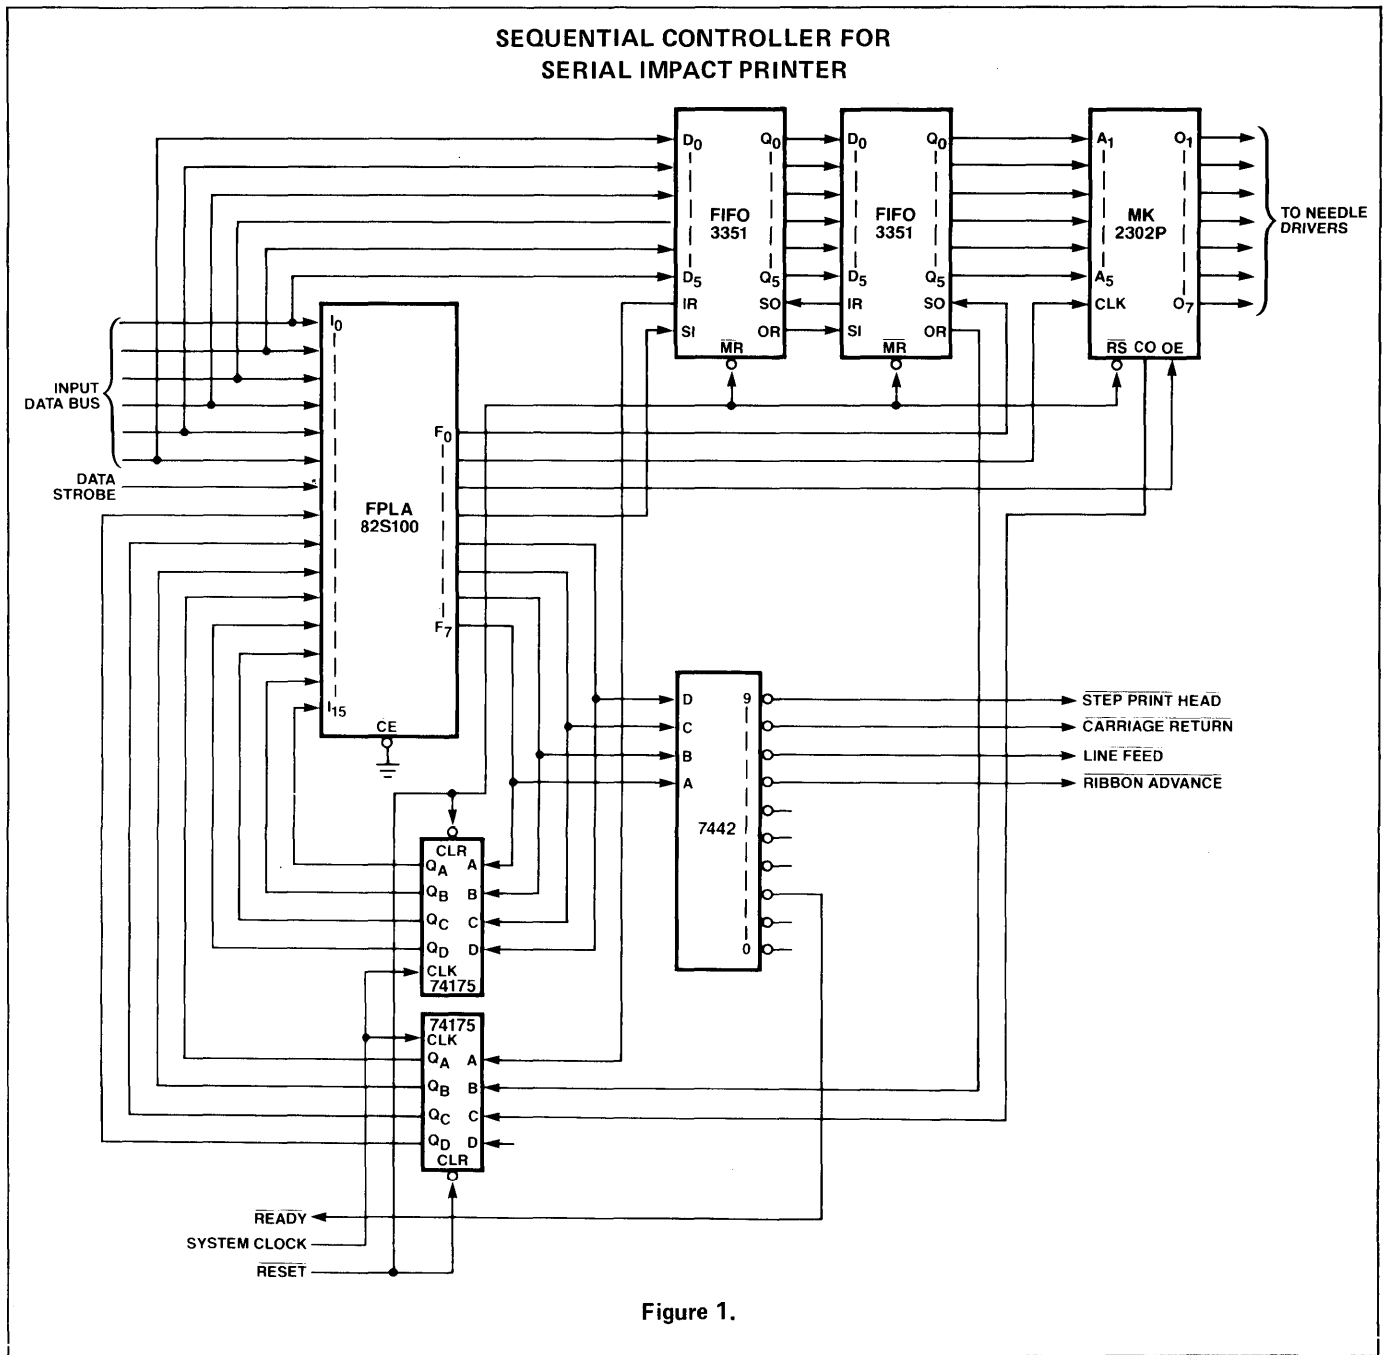 SEQUENTIAL CONTROLLER FOR
SERIAL IMPACT PRINTER
D0 Q0
FIFO
3351
D5 Q5
IR SO
SI OR
MR
D0 Q0
FIFO
3351
D5 Q5
IR SO
SI OR
MR
A1 O1
MK
2302P
A5
CLK O7
RS CO OE
TO NEEDLE
DRIVERS
INPUT
DATA BUS
DATA
STROBE
I0
F0
FPLA
82S100
F7
I15
CE
D 9
C
B
A
7442
0
STEP PRINT HEAD
CARRIAGE RETURN
LINE FEED
RIBBON ADVANCE
CLR
QA A
QB B
QC C
QD D
CLK
74175
74175
CLK
QA A
QB B
QC C
QD D
CLR
READY
SYSTEM CLOCK
RESET
Figure 1.